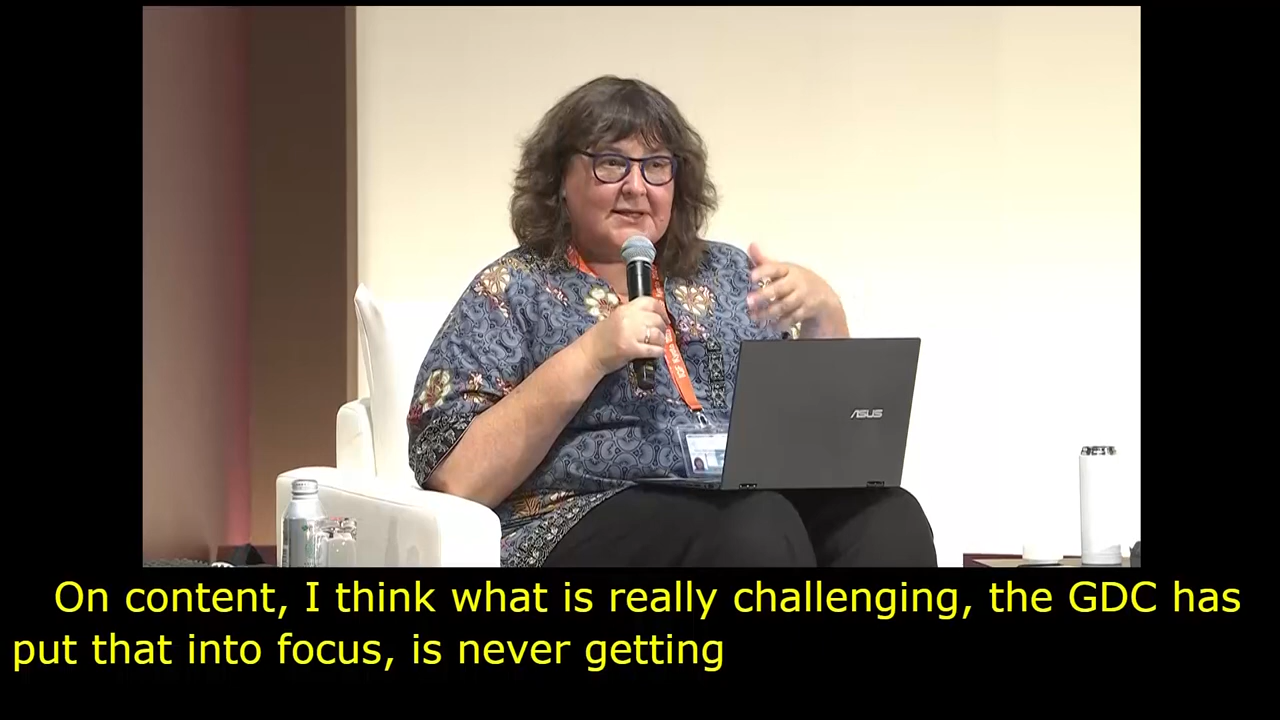 ASUS
On content, I think what is really challenging, the GDC has
put that into focus, is never getting